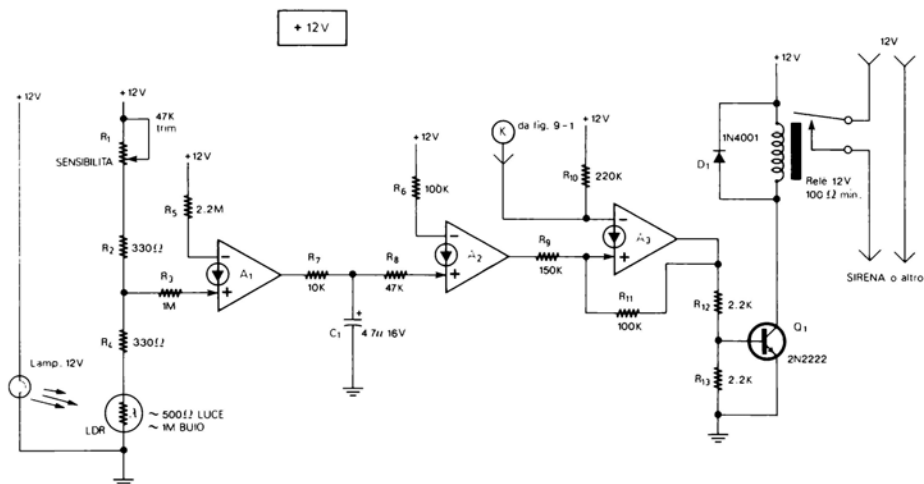 + 12V
+ 12V
+12V
47K
trim
R1
SENSIBILITA
+12V
R5
2.2M
R2
330Ω
R3
1M
A1
R4
330Ω
Lamp. 12V
LDR
λ
~ 500Ω LUCE
~ 1M BUIO
R7
10K
R8
47K
C1
4.7u 16V
+12V
R6
100K
A2
K
da fig. 9-1
+12V
R10
220K
R9
150K
A3
R11
100K
R12
2.2K
R13
2.2K
Q1
2N2222
12V
+12V
1N4001
D1
Relè 12V
100 Ω min.
SIRENA o altro